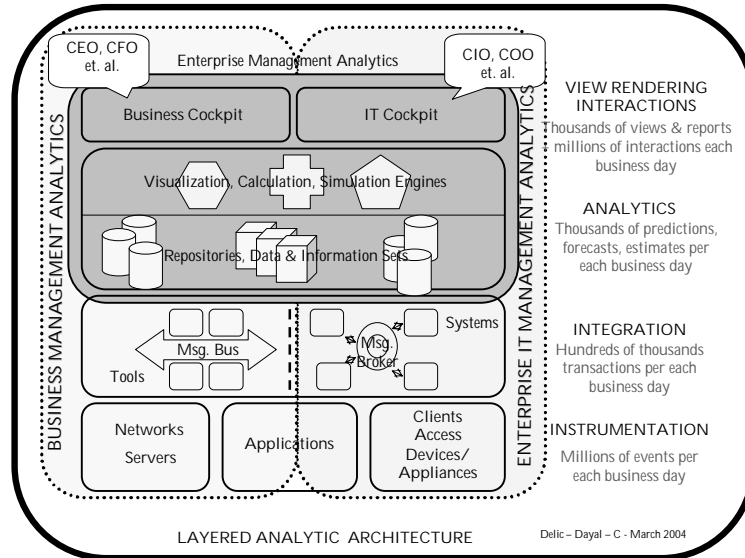 CEO, CFO
et. al.
Enterprise Management Analytics
CIO, COO
et. al.
Business Cockpit
IT Cockpit
Visualization, Calculation, Simulation Engines
Repositories, Data & Information Sets
Msg. Bus
Tools
Msg.
Broker
Systems
Networks
Servers
Applications
Clients
Access
Devices/
Appliances
BUSINESS MANAGEMENT ANALYTICS
ENTERPRISE IT MANAGEMENT ANALYTICS
VIEW RENDERING
INTERACTIONS
Thousands of views & reports
millions of interactions each
business day
ANALYTICS
Thousands of predictions,
forecasts, estimates per
each business day
INTEGRATION
Hundreds of thousands
transactions per each
business day
INSTRUMENTATION
Millions of events per
each business day
LAYERED ANALYTIC ARCHITECTURE
Delic – Dayal – C - March 2004